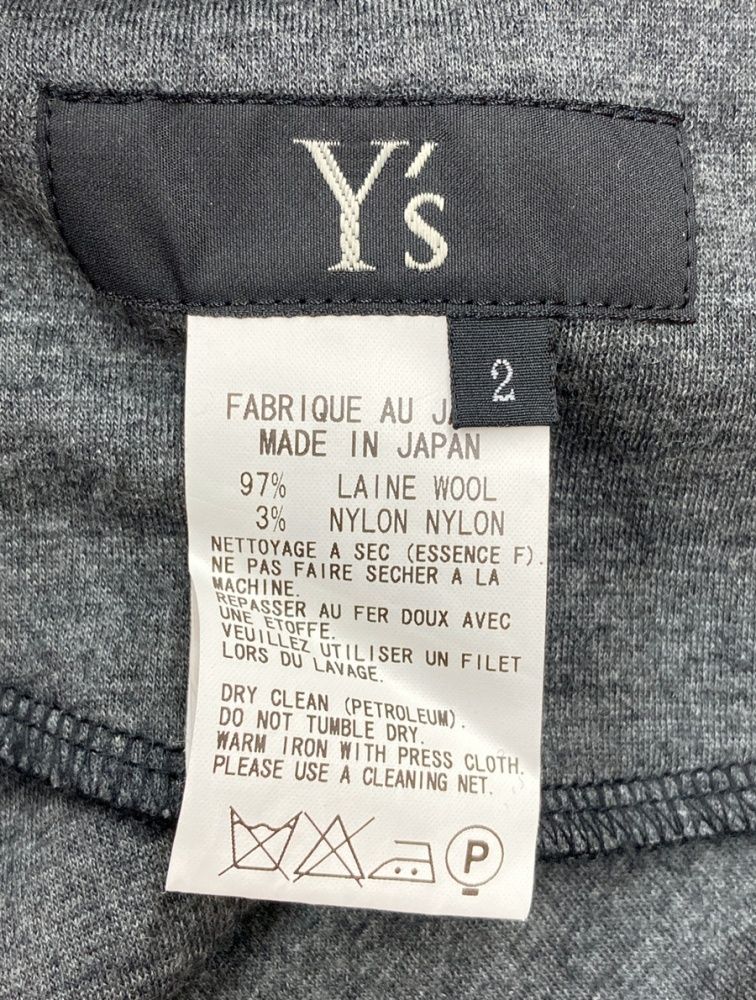 Y's
2
FABRIQUE AU
MADE IN JAPAN
97% LAINE WOOL
3% NYLON NYLON
NETTOYAGE A SEC (ESSENCE F).
NE PAS FAIRE SECHER A LA
MACHINE.
REPASSER AU FER DOUX AVEC
UNE ETOFFE.
VEUILLEZ UTILISER UN FILET
LORS DU LAVAGE.
DRY CLEAN (PETROLEUM).
DO NOT TUMBLE DRY.
WARM IRON WITH PRESS CLOTH.
PLEASE USE A CLEANING NET.
P